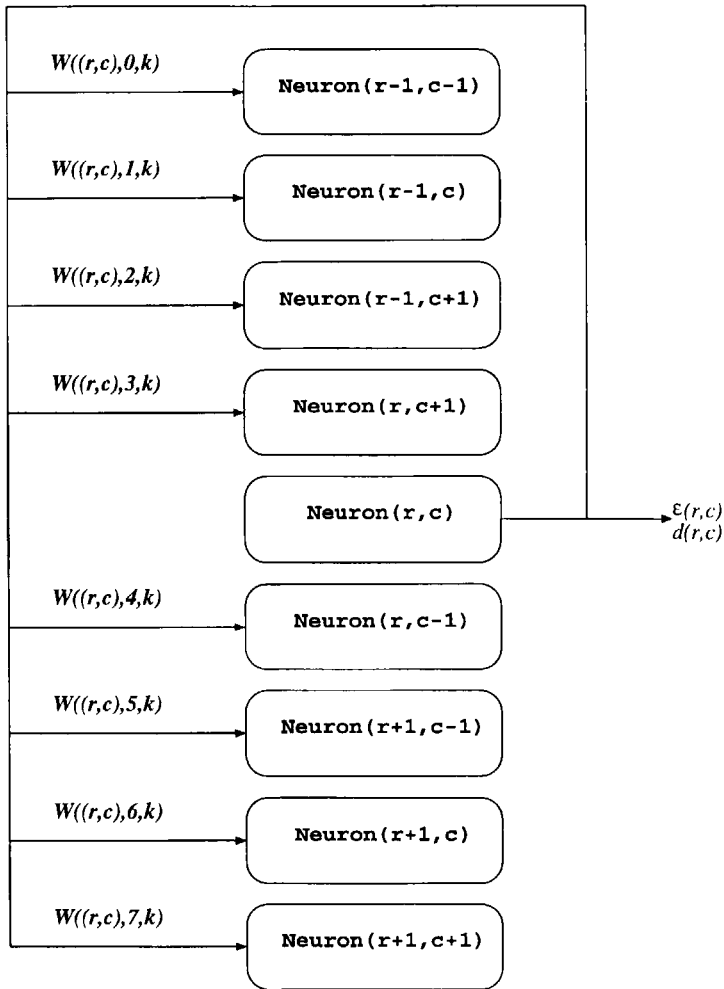 W((r,c),0,k)
Neuron(r-1,c-1)
W((r,c),1,k)
Neuron(r-1,c)
W((r,c),2,k)
Neuron(r-1,c+1)
W((r,c),3,k)
Neuron(r,c+1)
Neuron(r,c)
ε(r,c)
d(r,c)
W((r,c),4,k)
Neuron(r,c-1)
W((r,c),5,k)
Neuron(r+1,c-1)
W((r,c),6,k)
Neuron(r+1,c)
W((r,c),7,k)
Neuron(r+1,c+1)